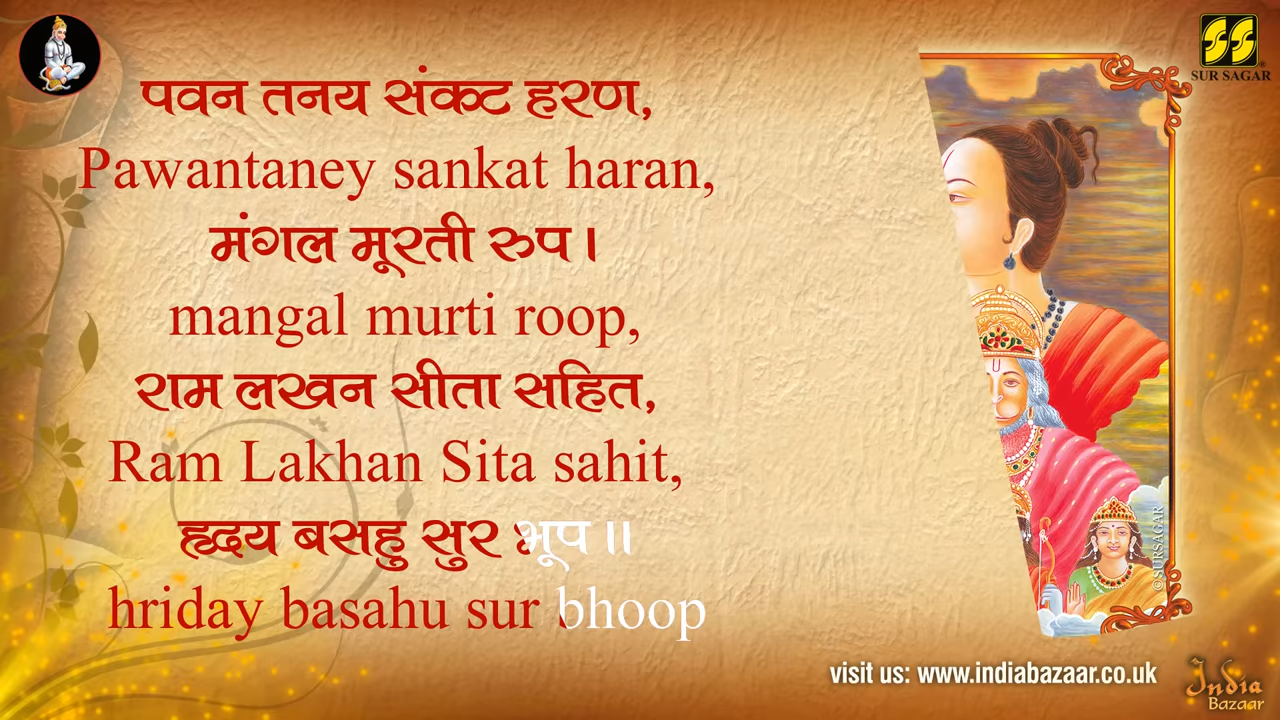 पवन तनय संकट हरण,
Pawantaney sankat haran,
मंगल मूरती रुप।
mangal murti roop,
राम लखन सीता सहित,
Ram Lakhan Sita sahit,
हृदय बसहु सुर भूप॥
hriday basahu sur bhoop
SS
SUR SAGAR
©SURSAGAR
visit us: www.indiabazaar.co.uk
India
Bazaar